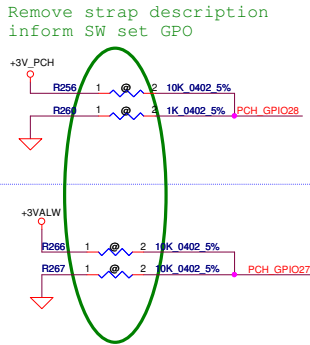 Remove strap description
inform SW set GPO
+3V_PCH
R256 1 @ 2 10K_0402_5%
R260 1 @ 2 1K_0402_5% PCH_GPIO28
+3VALW
R266 1 @ 2 10K_0402_5%
R267 1 @ 2 10K_0402_5% PCH_GPIO27